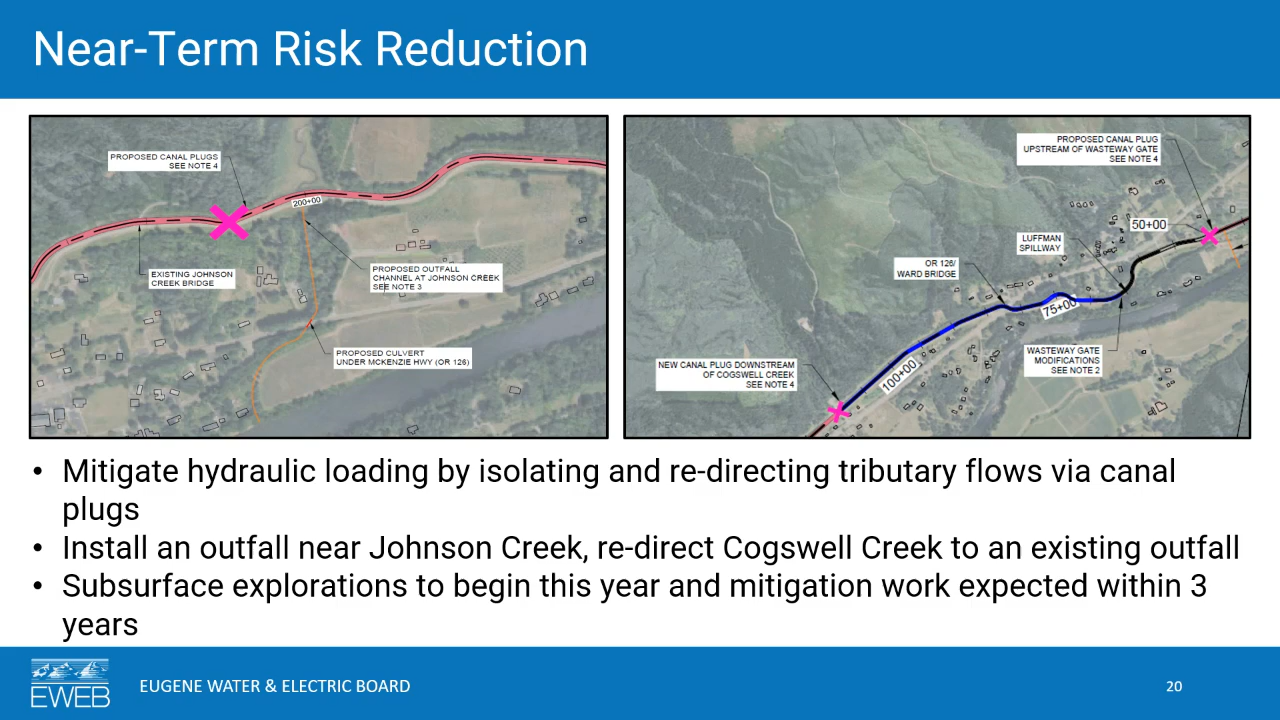 Near-Term Risk Reduction
PROPOSED CANAL PLUGS
SEE NOTE 4
200+00
EXISTING JOHNSON
CREEK BRIDGE
PROPOSED OUTFALL
CHANNEL AT JOHNSON CREEK
SEE NOTE 3
PROPOSED CULVERT
UNDER MCKENZIE HWY (OR 126)
PROPOSED CANAL PLUG
UPSTREAM OF WASTEWAY GATE
SEE NOTE 4
50+00
LUFFMAN
SPILLWAY
OR 126/
WARD BRIDGE
75+00
WASTEWAY GATE
MODIFICATIONS
SEE NOTE 2
NEW CANAL PLUG DOWNSTREAM
OF COGSWELL CREEK
SEE NOTE 4
100+00
• Mitigate hydraulic loading by isolating and re-directing tributary flows via canal
plugs
• Install an outfall near Johnson Creek, re-direct Cogswell Creek to an existing outfall
• Subsurface explorations to begin this year and mitigation work expected within 3
years
EWEB
EUGENE WATER & ELECTRIC BOARD
20